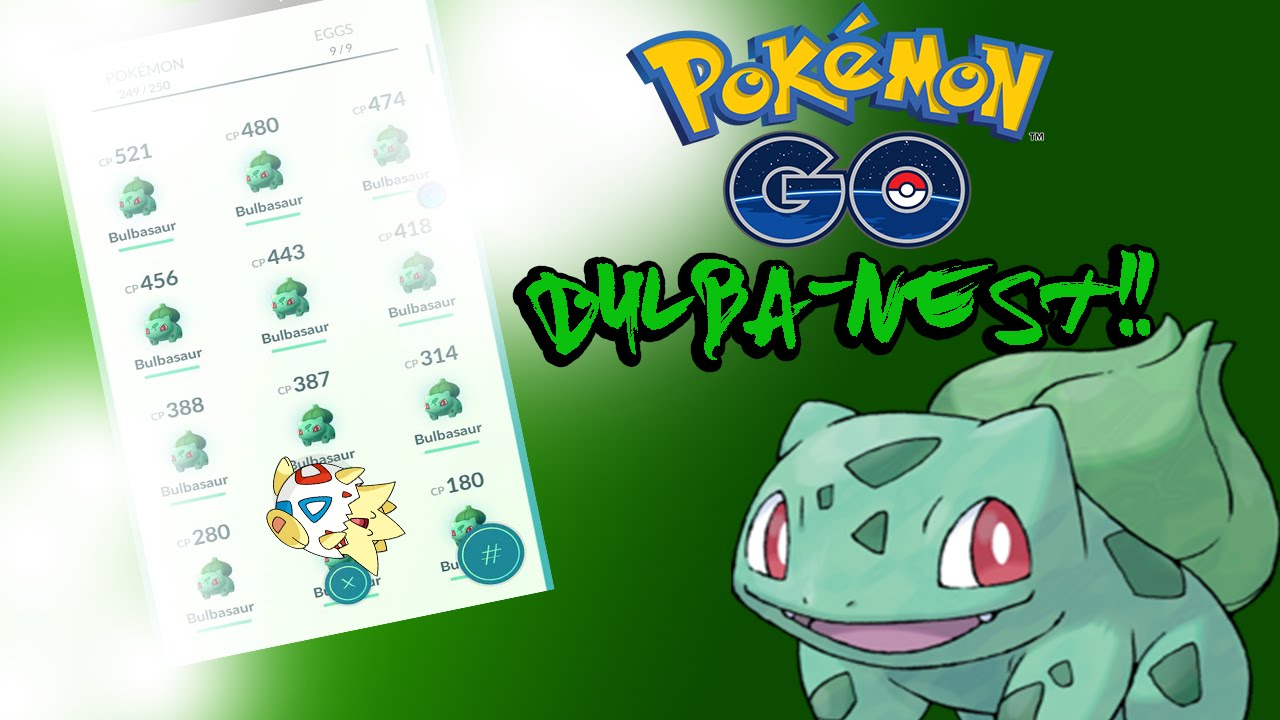 POKÉMON
249 / 250
EGGS
9 / 9
CP 521
Bulbasaur
CP 480
Bulbasaur
CP 474
Bulbasaur
CP 456
Bulbasaur
CP 443
Bulbasaur
CP 418
Bulbasaur
CP 388
Bulbasaur
CP 387
Bulbasaur
CP 314
Bulbasaur
CP 280
Bulbasaur
CP 180
#
POKÉMON
TM
GO
BULBA-NEST!!